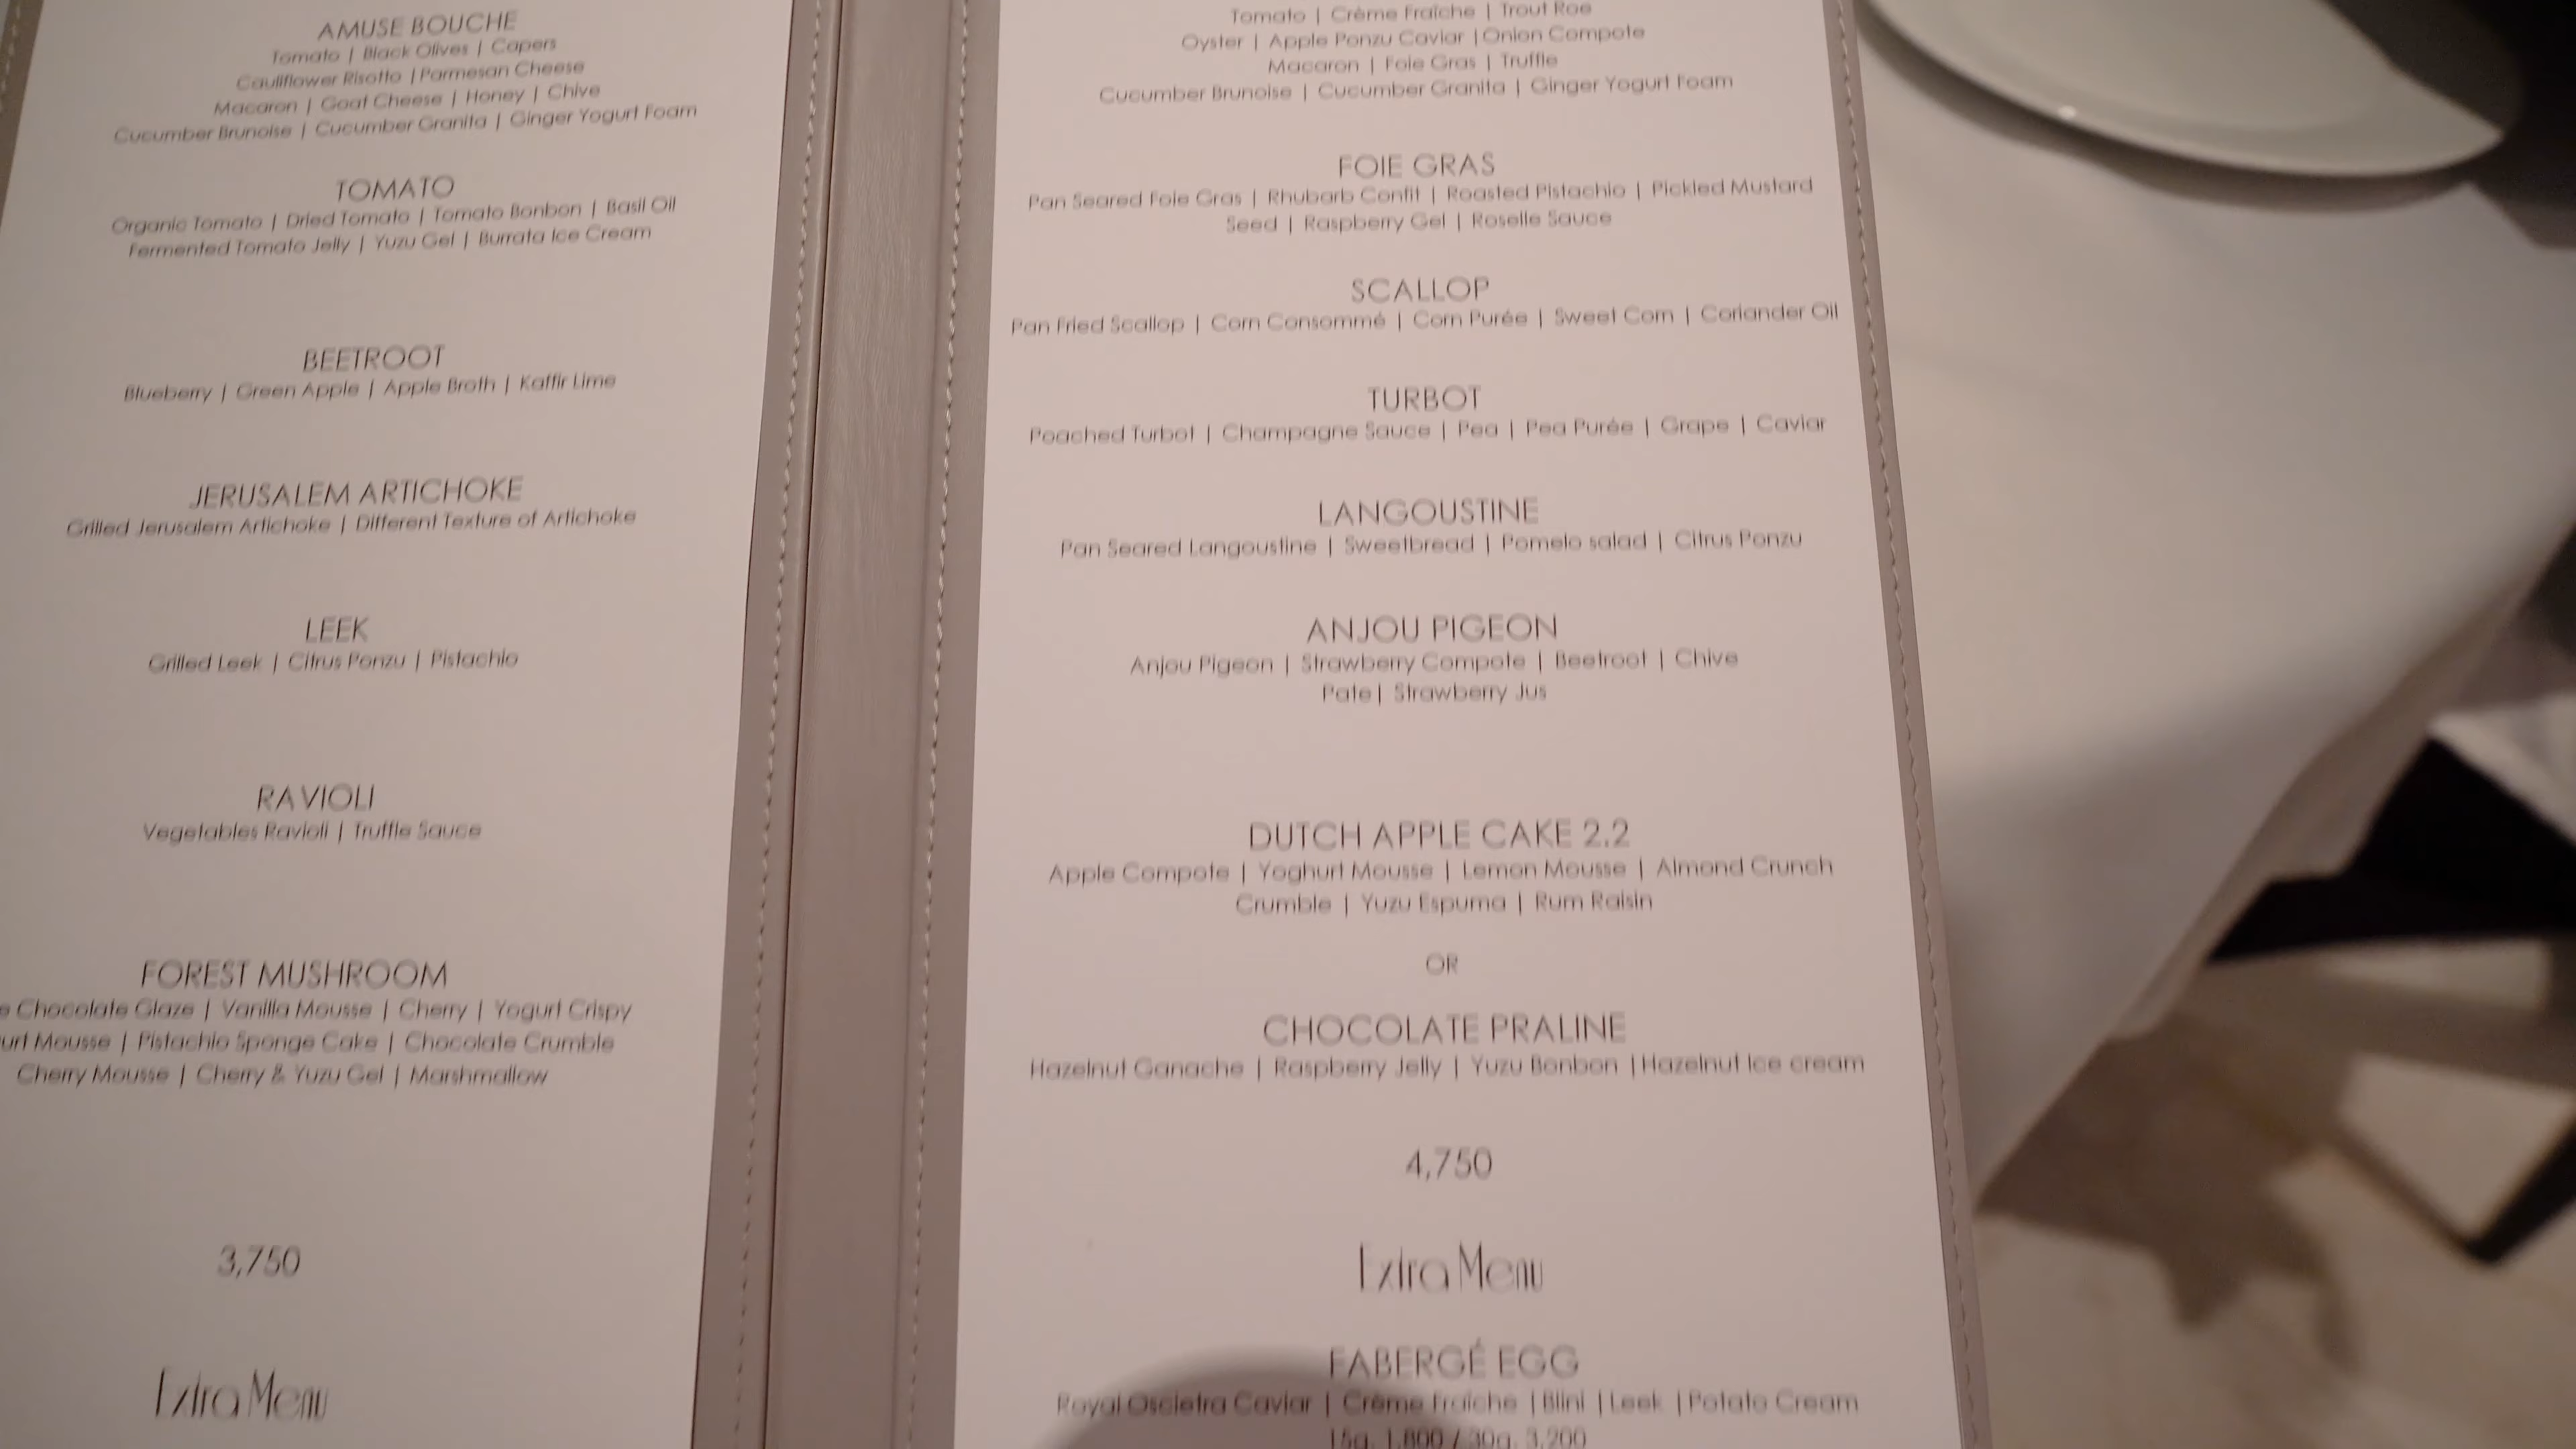 AMUSE BOUCHE
Tomato | Black Olives | Capers
Cauliflower Risotto | Parmesan Cheese
Macaron | Goat Cheese | Honey | Chive
Cucumber Brunoise | Cucumber Granita | Ginger Yogurt Foam
TOMATO
Organic Tomato | Dried Tomato | Tomato Bonbon | Basil Oil
Fermented Tomato Jelly | Yuzu Gel | Burrata Ice Cream
BEETROOT
Blueberry | Green Apple | Apple Broth | Kaffir Lime
JERUSALEM ARTICHOKE
Grilled Jerusalem Artichoke | Different Texture of Artichoke
LEEK
Grilled Leek | Citrus Ponzu | Pistachio
RAVIOLI
Vegetables Ravioli | Truffle Sauce
FOREST MUSHROOM
Chocolate Glaze | Vanilla Mousse | Cherry | Yogurt Crispy
Mousse | Pistachio Sponge Cake | Chocolate Crumble
Cherry Mousse | Cherry & Yuzu Gel | Marshmallow
3,750
Extra Menu
Tomato | Crème Fraîche | Trout Roe
Oyster | Apple Ponzu Caviar |Onion Compote
Macaron | Foie Gras | Truffle
Cucumber Brunoise | Cucumber Granita | Ginger Yogurt Foam
FOIE GRAS
Pan Seared Foie Gras | Rhubarb Confit | Roasted Pistachio | Pickled Mustard
Seed | Raspberry Gel | Roselle Sauce
SCALLOP
Pan Fried Scallop | Corn Consommé | Corn Purée | Sweet Corn | Coriander Oil
TURBOT
Poached Turbot | Champagne Sauce | Pea | Pea Purée | Grape | Caviar
LANGOUSTINE
Pan Seared Langoustine | Sweetbread | Pomelo salad | Citrus Ponzu
ANJOU PIGEON
Anjou Pigeon | Strawberry Compote | Beetroot | Chive
Pate| Strawberry Jus
DUTCH APPLE CAKE 2.2
Apple Compote | Yoghurt Mousse | Lemon Mousse | Almond Crunch
Crumble | Yuzu Espuma | Rum Raisin
OR
CHOCOLATE PRALINE
Hazelnut Ganache | Raspberry Jelly | Yuzu Bonbon |Hazelnut Ice cream
4,750
Extra Menu
FABERGÉ EGG
Royal Oscietra Caviar | Crème Fraîche |Blini |Leek |Potato Cream
15g. 1,800 / 30g. 3,200